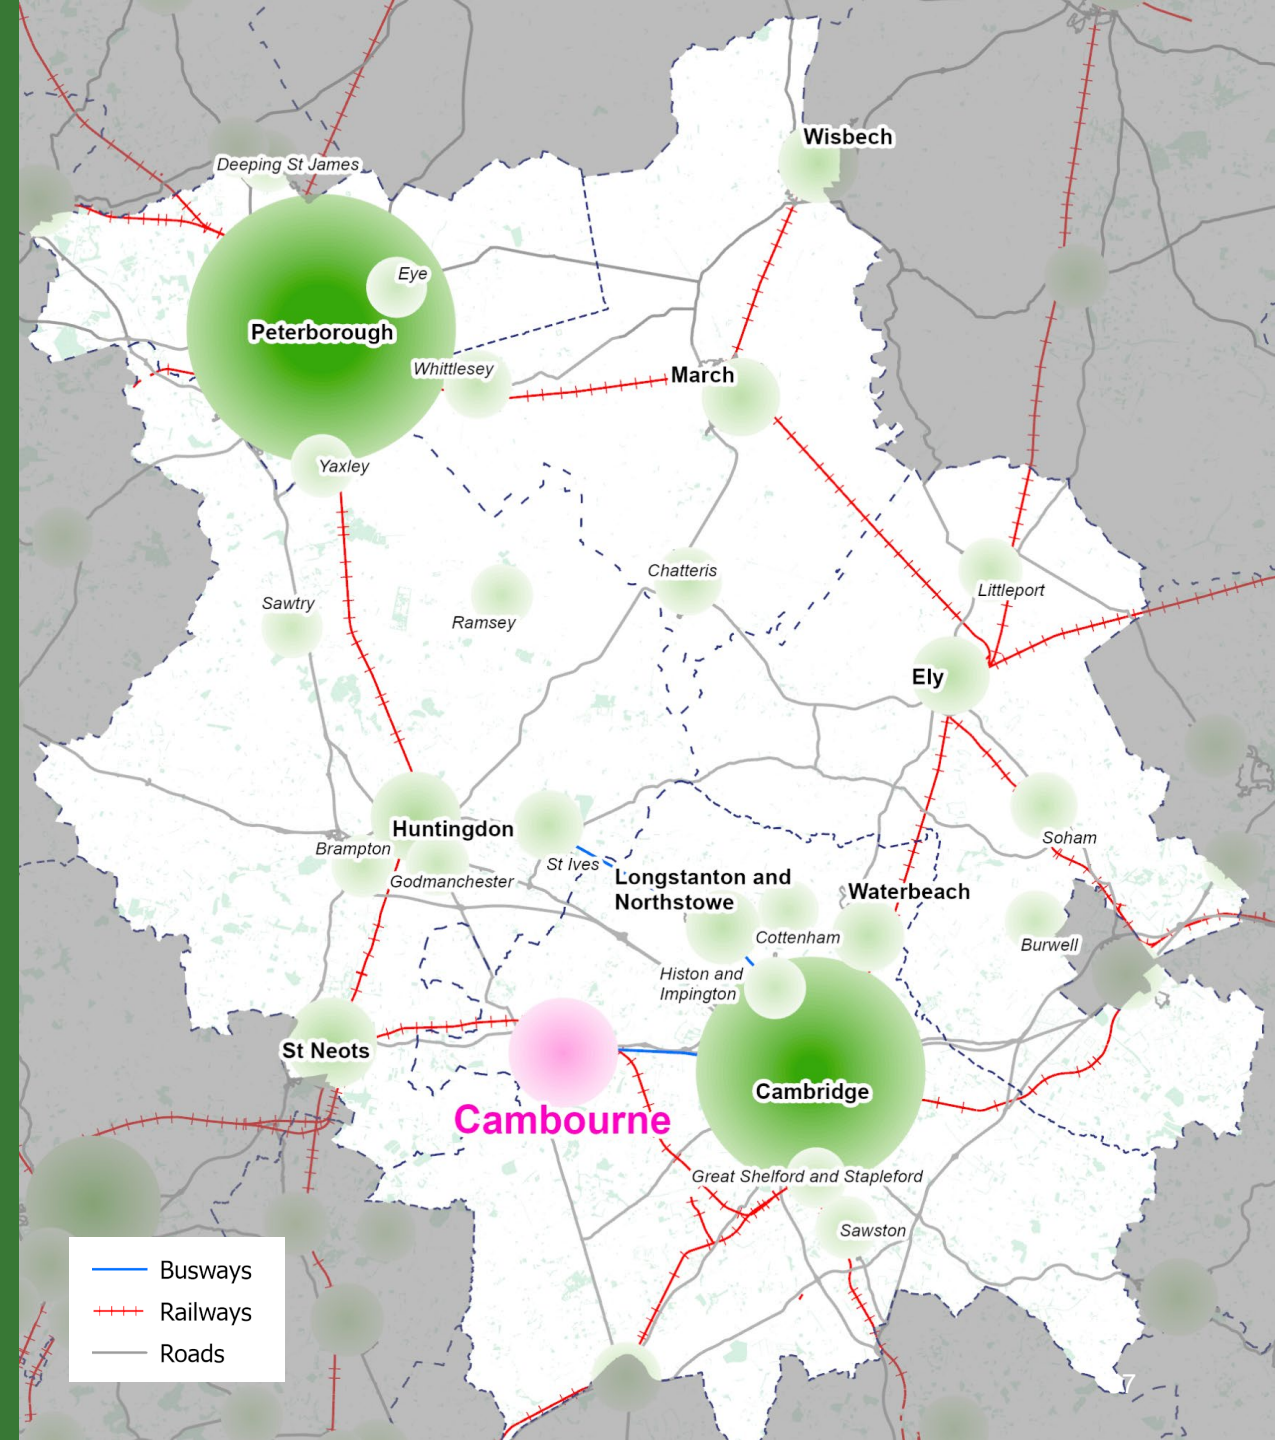 Wisbech
Deeping St James
Eye
Peterborough
Whittlesey
March
Yaxley
Chatteris
Littleport
Sawtry
Ramsey
Ely
Huntingdon
Soham
Brampton
St Ives
Godmanchester
Longstanton and
Northstowe
Waterbeach
Cottenham
Burwell
Histon and
Impington
St Neots
Cambridge
Cambourne
Great Shelford and Stapleford
Sawston
Busways
Railways
Roads
7